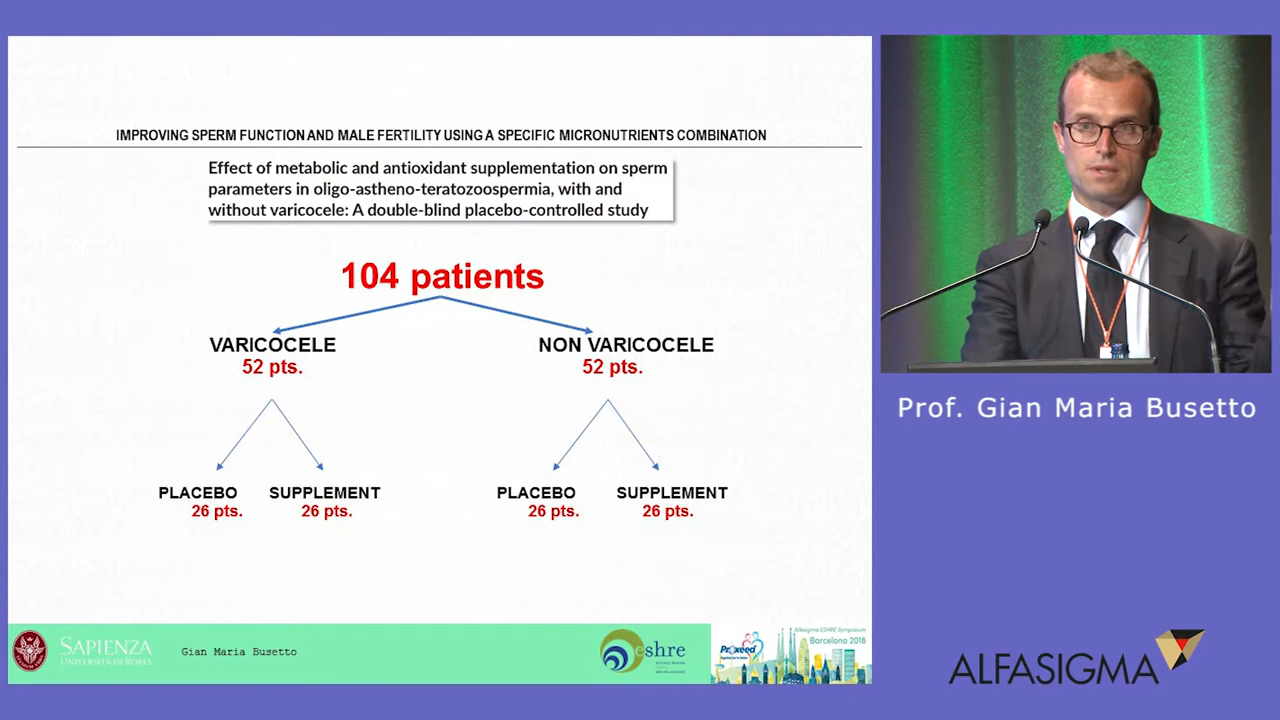 IMPROVING SPERM FUNCTION AND MALE FERTILITY USING A SPECIFIC MICRONUTRIENTS COMBINATION
Effect of metabolic and antioxidant supplementation on sperm
parameters in oligo-astheno-teratozoospermia, with and
without varicocele: A double-blind placebo-controlled study
104 patients
VARICOCELE
52 pts.
NON VARICOCELE
52 pts.
PLACEBO
26 pts.
SUPPLEMENT
26 pts.
PLACEBO
26 pts.
SUPPLEMENT
26 pts.
SAPIENZA
UNIVERSITÀ DI ROMA
Gian Maria Busetto
eshre
Proxeed
Alfasigma ESHRE Symposium
Barcelona 2018
Prof. Gian Maria Busetto
ALFASIGMA